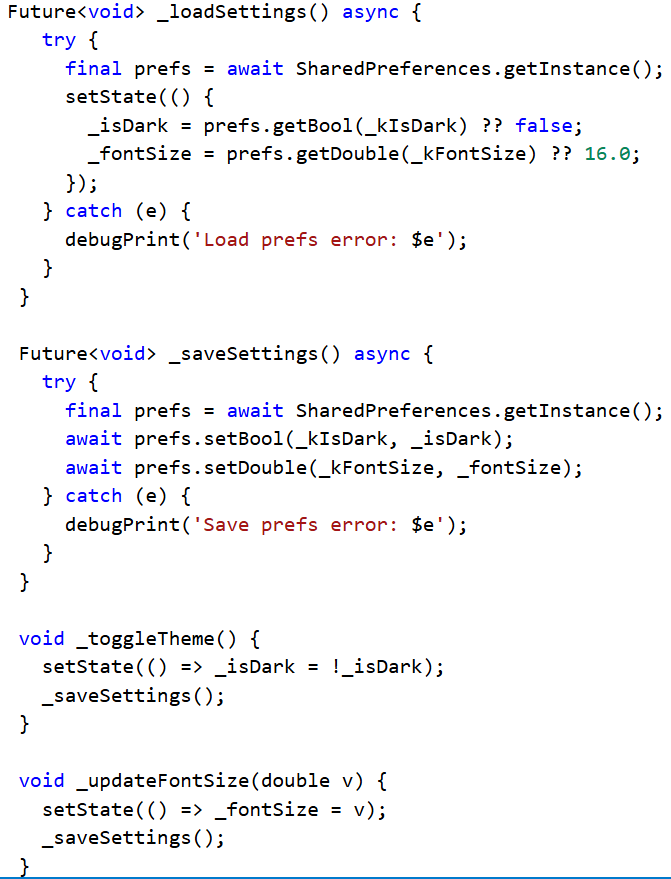 Future<void> _loadSettings() async {
    try {
      final prefs = await SharedPreferences.getInstance();
      setState(() {
        _isDark = prefs.getBool(_kIsDark) ?? false;
        _fontSize = prefs.getDouble(_kFontSize) ?? 16.0;
      });
    } catch (e) {
      debugPrint('Load prefs error: $e');
    }
  }

  Future<void> _saveSettings() async {
    try {
      final prefs = await SharedPreferences.getInstance();
      await prefs.setBool(_kIsDark, _isDark);
      await prefs.setDouble(_kFontSize, _fontSize);
    } catch (e) {
      debugPrint('Save prefs error: $e');
    }
  }

  void _toggleTheme() {
    setState(() => _isDark = !_isDark);
    _saveSettings();
  }

  void _updateFontSize(double v) {
    setState(() => _fontSize = v);
    _saveSettings();
  }